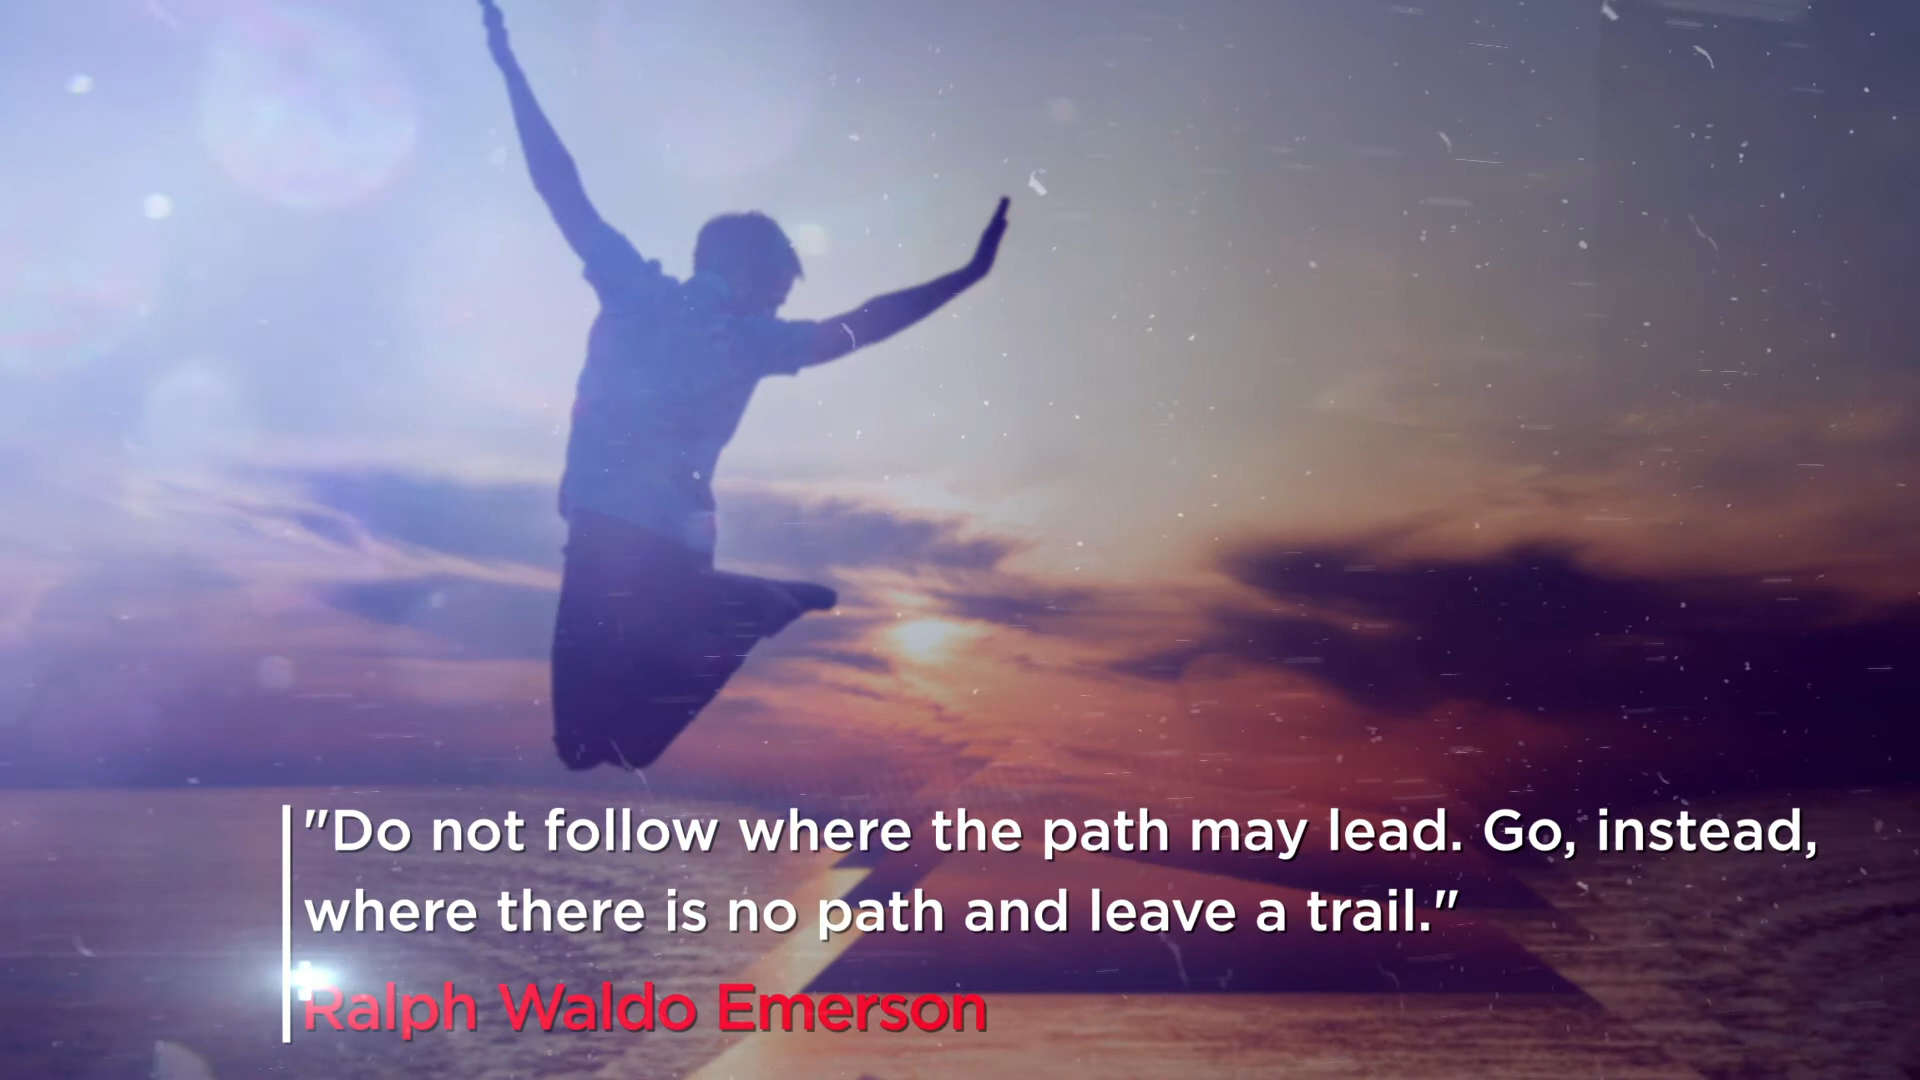 "Do not follow where the path may lead. Go, instead,
where there is no path and leave a trail."
Ralph Waldo Emerson